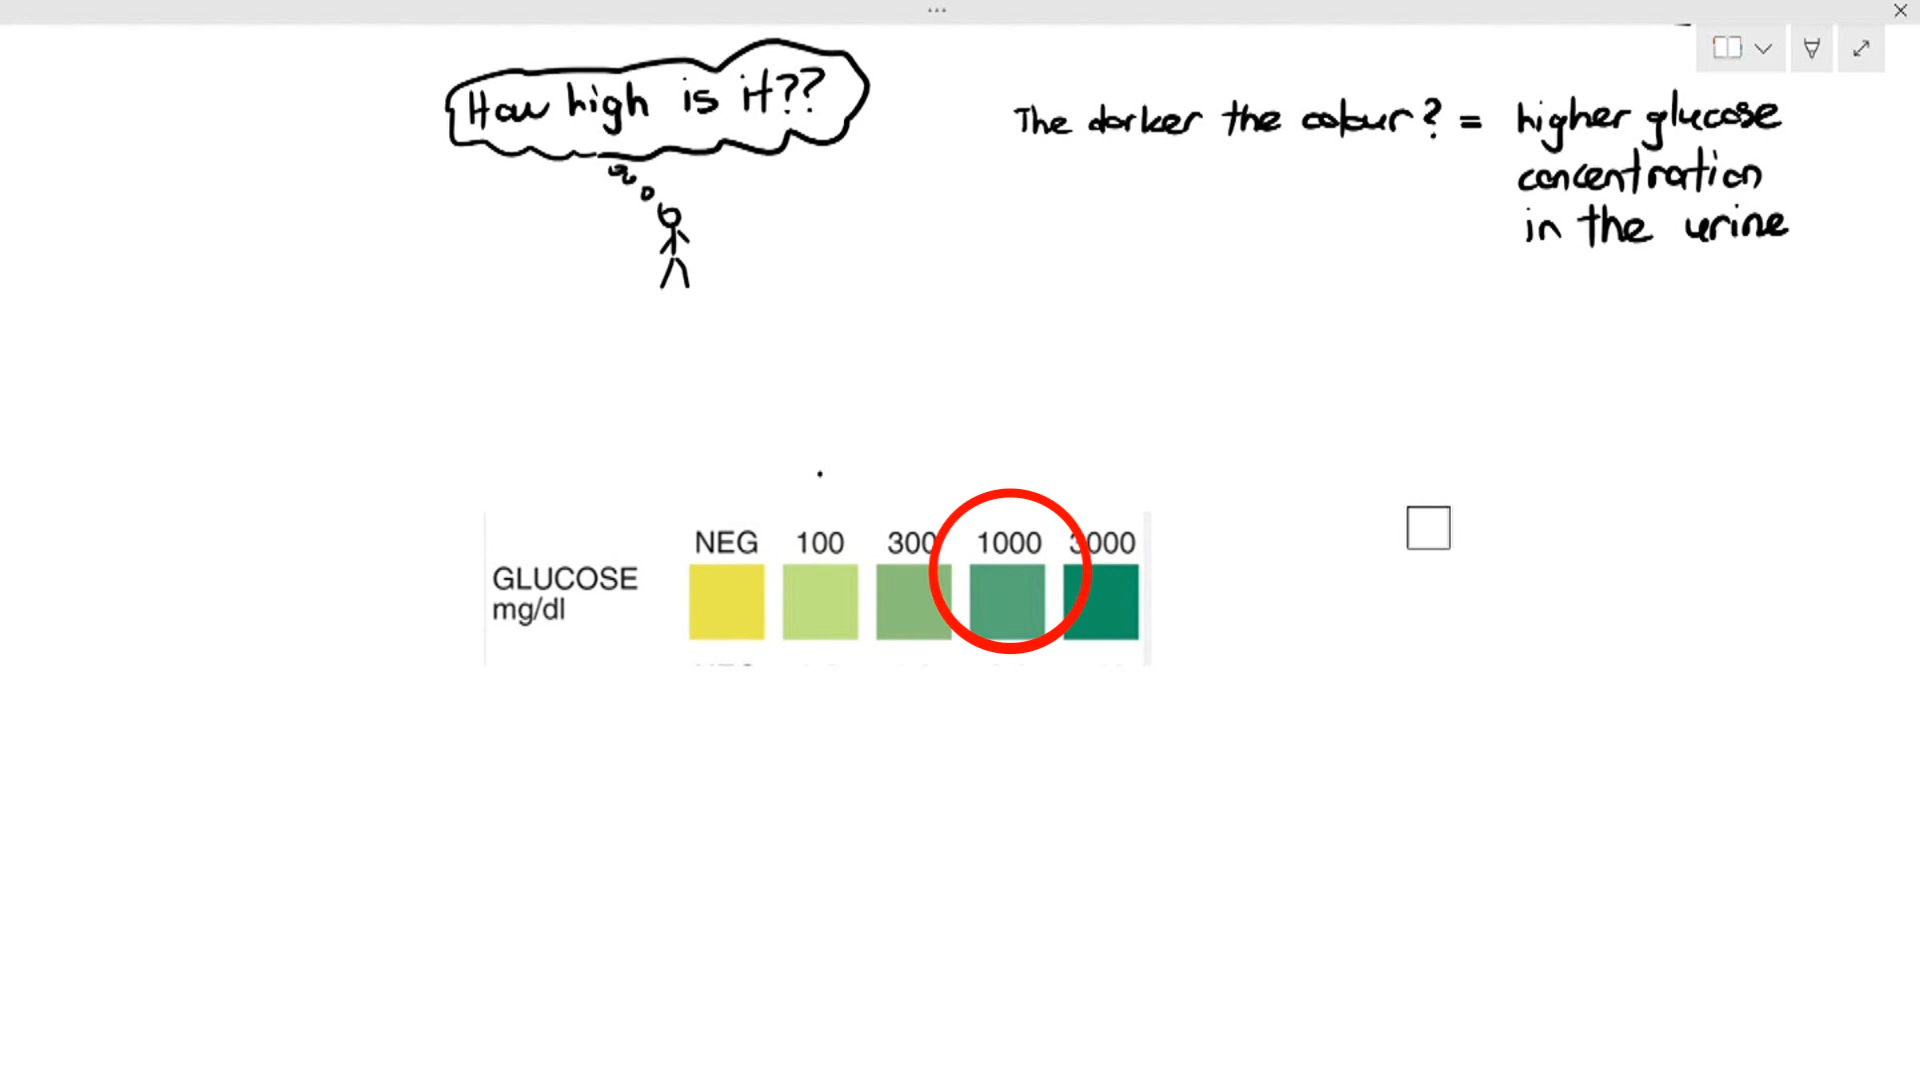 How high is it??
The darker the colour? = higher glucose
concentration
in the urine
NEG 100 300 1000 3000
GLUCOSE
mg/dl